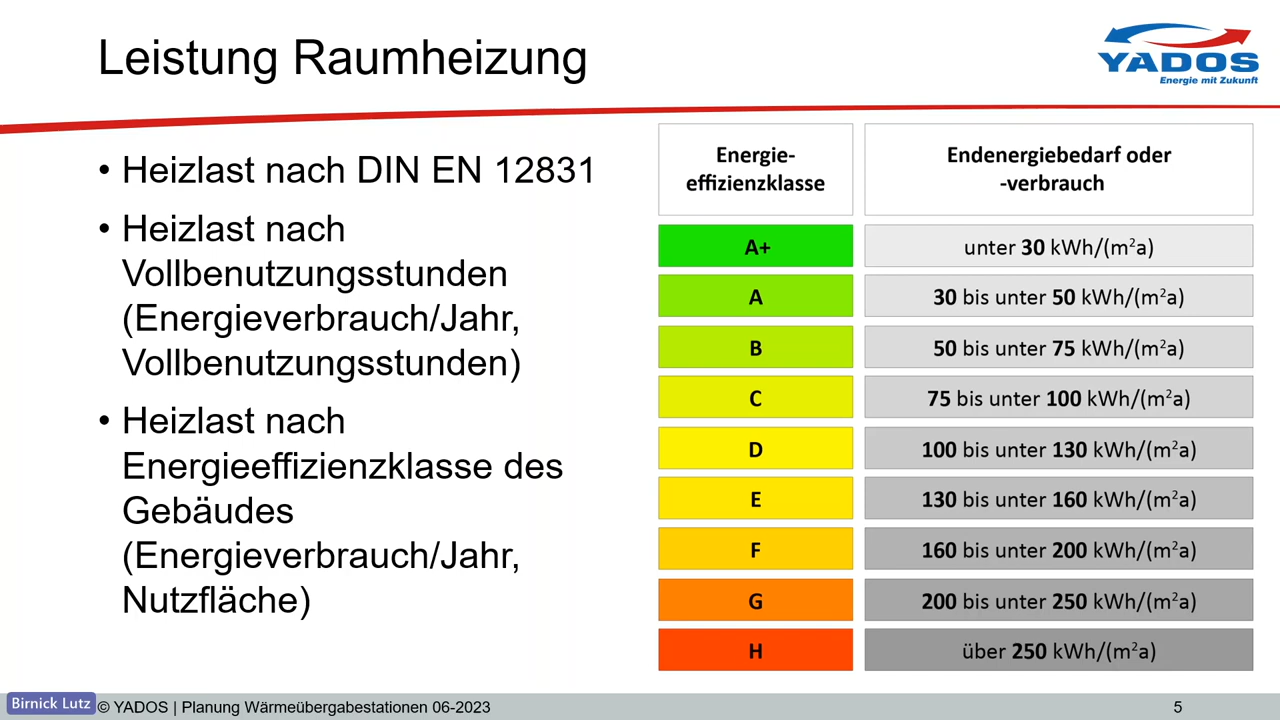 Leistung Raumheizung
YADOS
Energie mit Zukunft
• Heizlast nach DIN EN 12831
• Heizlast nach
Vollbenutzungsstunden
(Energieverbrauch/Jahr,
Vollbenutzungsstunden)
• Heizlast nach
Energieeffizienzklasse des
Gebäudes
(Energieverbrauch/Jahr,
Nutzfläche)
Energie-
effizienzklasse
Endenergiebedarf oder
-verbrauch
A+ unter 30 kWh/(m²a)
A 30 bis unter 50 kWh/(m²a)
B 50 bis unter 75 kWh/(m²a)
C 75 bis unter 100 kWh/(m²a)
D 100 bis unter 130 kWh/(m²a)
E 130 bis unter 160 kWh/(m²a)
F 160 bis unter 200 kWh/(m²a)
G 200 bis unter 250 kWh/(m²a)
H über 250 kWh/(m²a)
Birnick Lutz
© YADOS | Planung Wärmeübergabestationen 06-2023
5